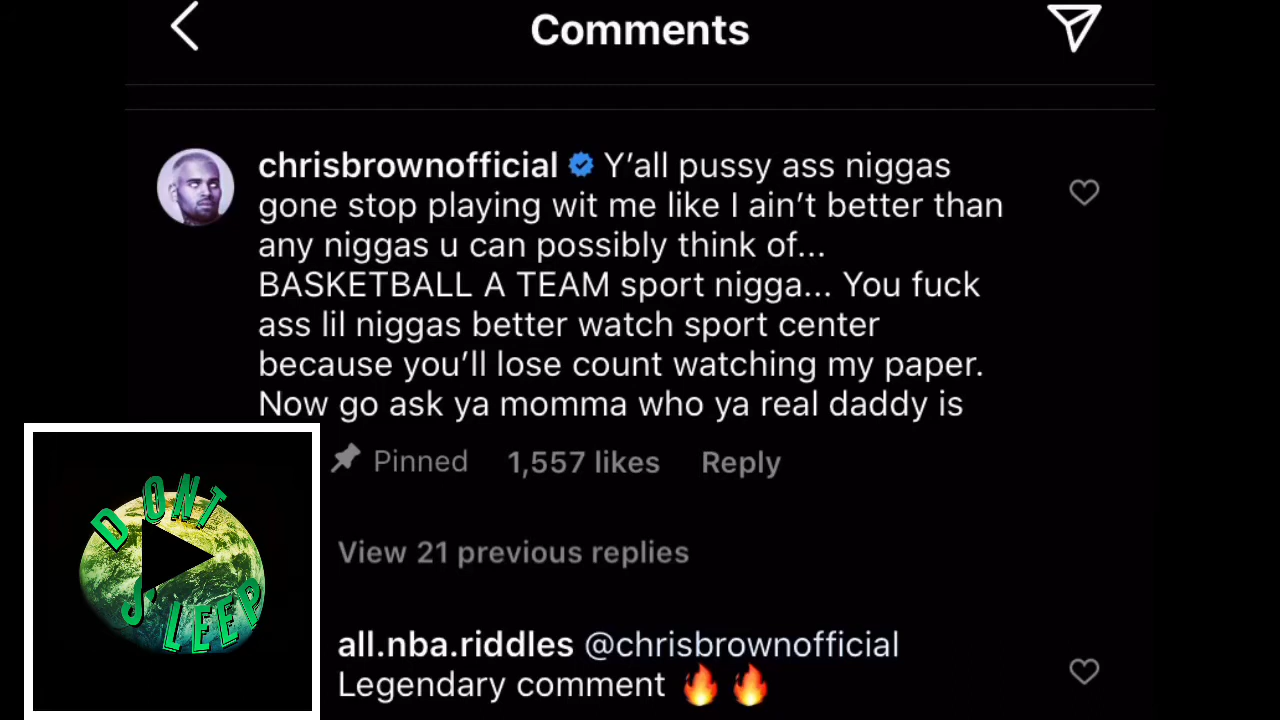 Comments
chrisbrownofficial Y'all pussy ass niggas
gone stop playing wit me like I ain't better than
any niggas u can possibly think of...
BASKETBALL A TEAM sport nigga... You fuck
ass lil niggas better watch sport center
because you'll lose count watching my paper.
Now go ask ya momma who ya real daddy is
Pinned 1,557 likes Reply
View 21 previous replies
all.nba.riddles @chrisbrownofficial
Legendary comment 🔥 🔥
DONT
SLEEP